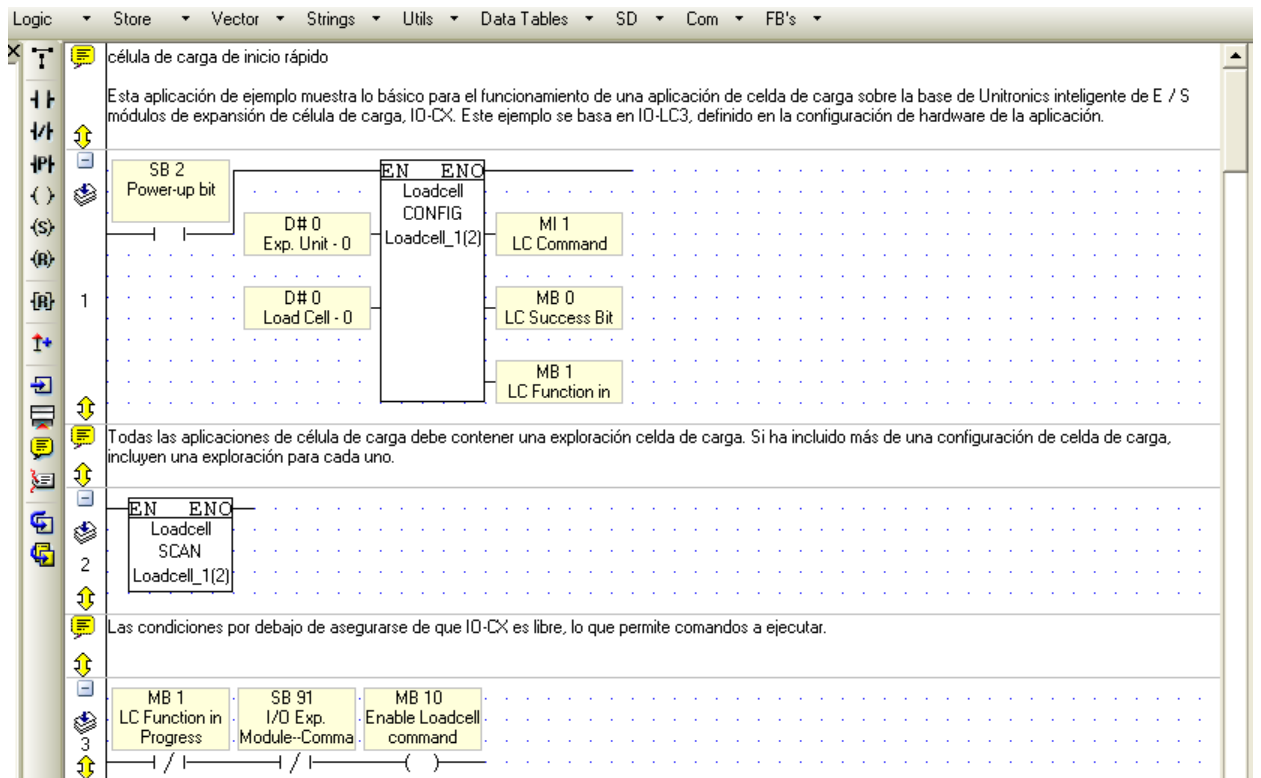 Logic Store Vector Strings Utils Data Tables SD Com FB's
célula de carga de inicio rápido
Esta aplicación de ejemplo muestra lo básico para el funcionamiento de una aplicación de celda de carga sobre la base de Unitronics inteligente de E / S
módulos de expansión de célula de carga, IO-CX. Este ejemplo se basa en IO-LC3, definido en la configuración de hardware de la aplicación.
SB 2
Power-up bit
EN ENO
Loadcell
CONFIG
Loadcell_1(2)
D# 0
Exp. Unit - 0
MI 1
LC Command
1
D# 0
Load Cell - 0
MB 0
LC Success Bit
MB 1
LC Function in
Todas las aplicaciones de célula de carga debe contener una exploración celda de carga. Si ha incluido más de una configuración de celda de carga,
incluyen una exploración para cada uno.
EN ENO
Loadcell
SCAN
Loadcell_1(2)
2
Las condiciones por debajo de asegurarse de que IO-CX es libre, lo que permite comandos a ejecutar.
MB 1
LC Function in
Progress
SB 91
I/O Exp.
Module--Comma
MB 10
Enable Loadcell
command
3